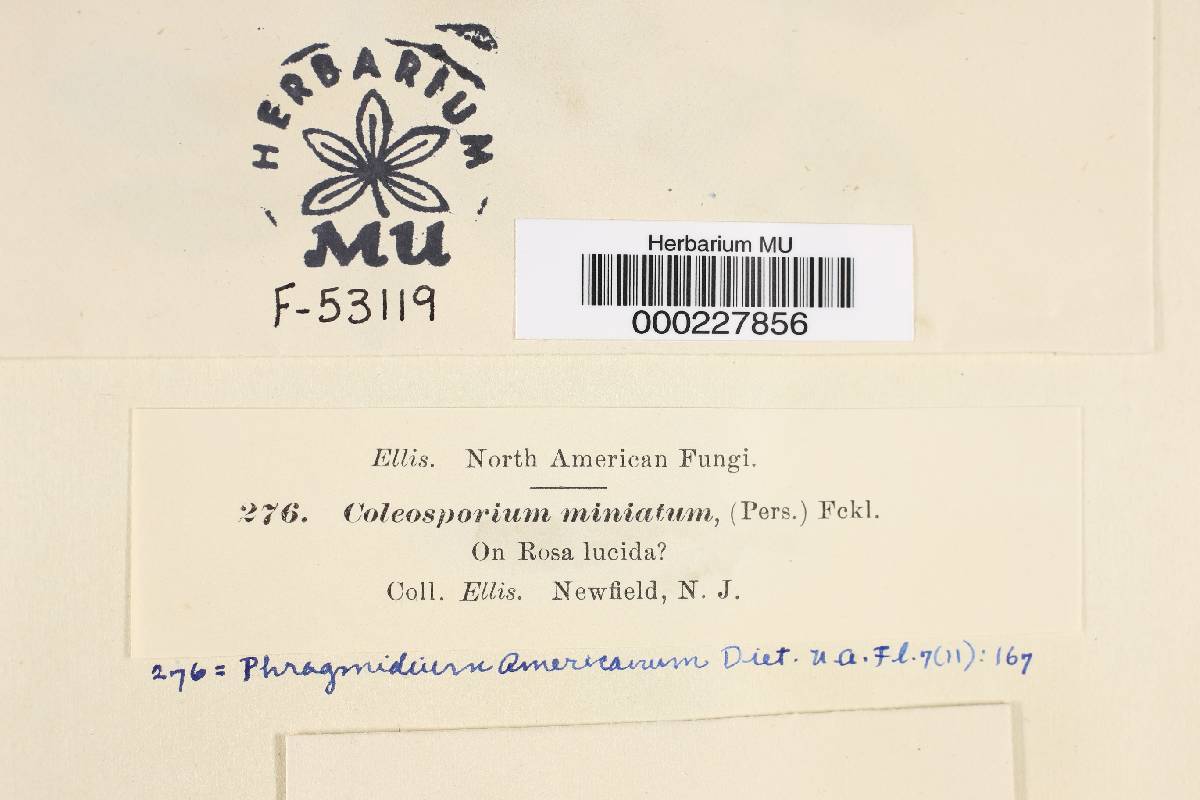 HERBARIUM
MU
F-53119
Herbarium MU
000227856
Ellis. North American Fungi.
276. Coleosporium miniatum, (Pers.) Fckl.
On Rosa lucida?
Coll. Ellis. Newfield, N. J.
276 = Phragmidium Americanum Diet. N.A. Fl. 7(11): 167